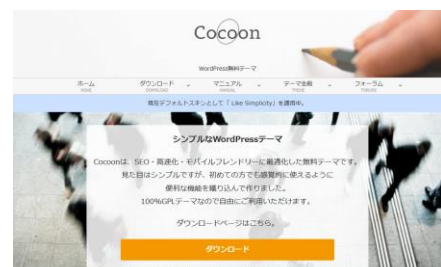 Cocoon
WordPress無料テーマ
ホーム ダウンロード マニュアル テーマ全般 フォーラム
HOME DOWNLOAD MANUAL THEME FORUMS
現在デフォルトスキンとして「 Like Simplicity」を適用中。
シンプルなWordPressテーマ
Cocoonは、SEO・高速化・モバイルフレンドリーに最適化した無料テーマです。
見た目はシンプルですが、初めての方でも感覚的に使えるように
便利な機能を盛り込んで作りました。
100%GPLテーマなので自由にご利用いただけます。
ダウンロードページはこちら。
ダウンロード